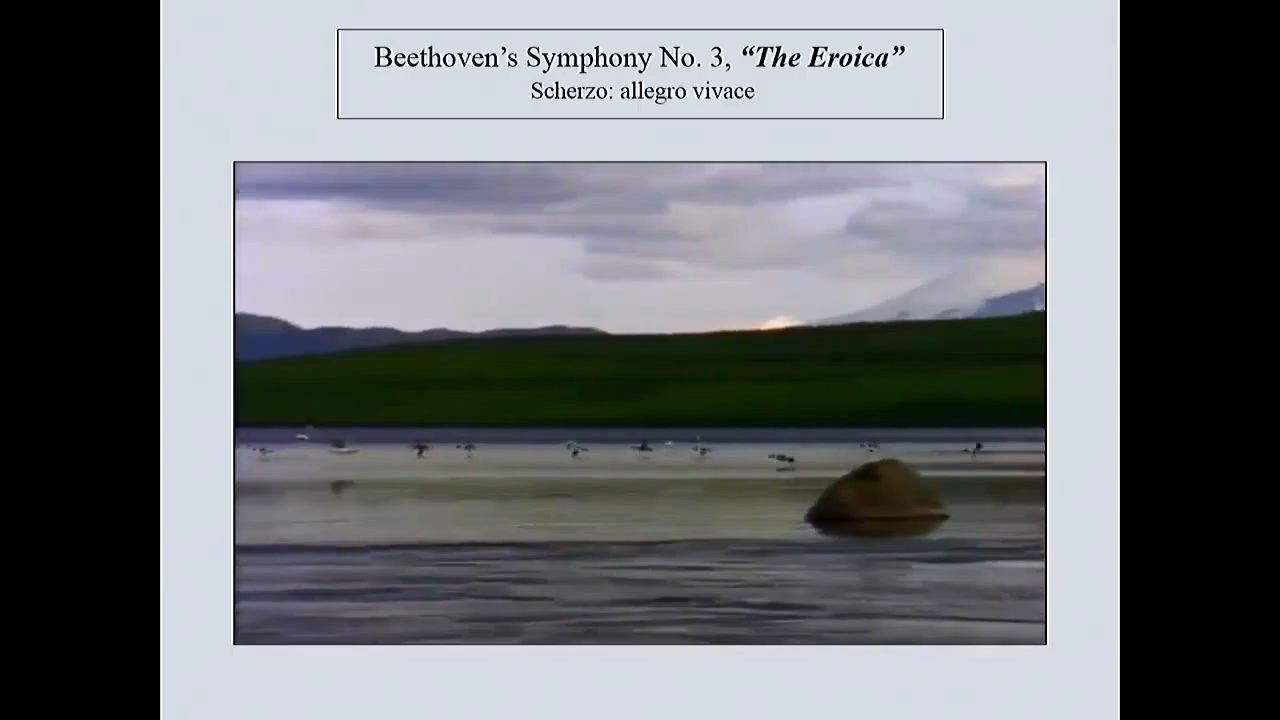 Beethoven’s Symphony No. 3, “The Eroica”
Scherzo: allegro vivace